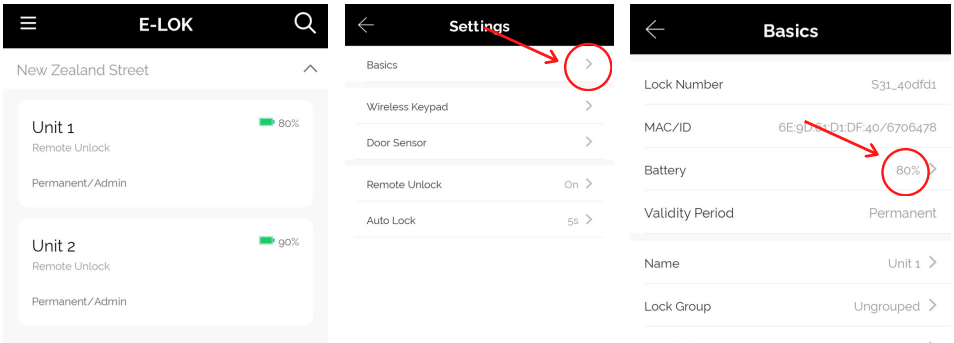 E-LOK
New Zealand Street
Unit 1
80%
Remote Unlock
Permanent/Admin
Unit 2
90%
Remote Unlock
Permanent/Admin
Settings
Basics
Wireless Keypad
Door Sensor
Remote Unlock On
Auto Lock 5s
Basics
Lock Number S31_40dfd1
MAC/ID
Battery 80%
Validity Period Permanent
Name Unit 1
Lock Group Ungrouped